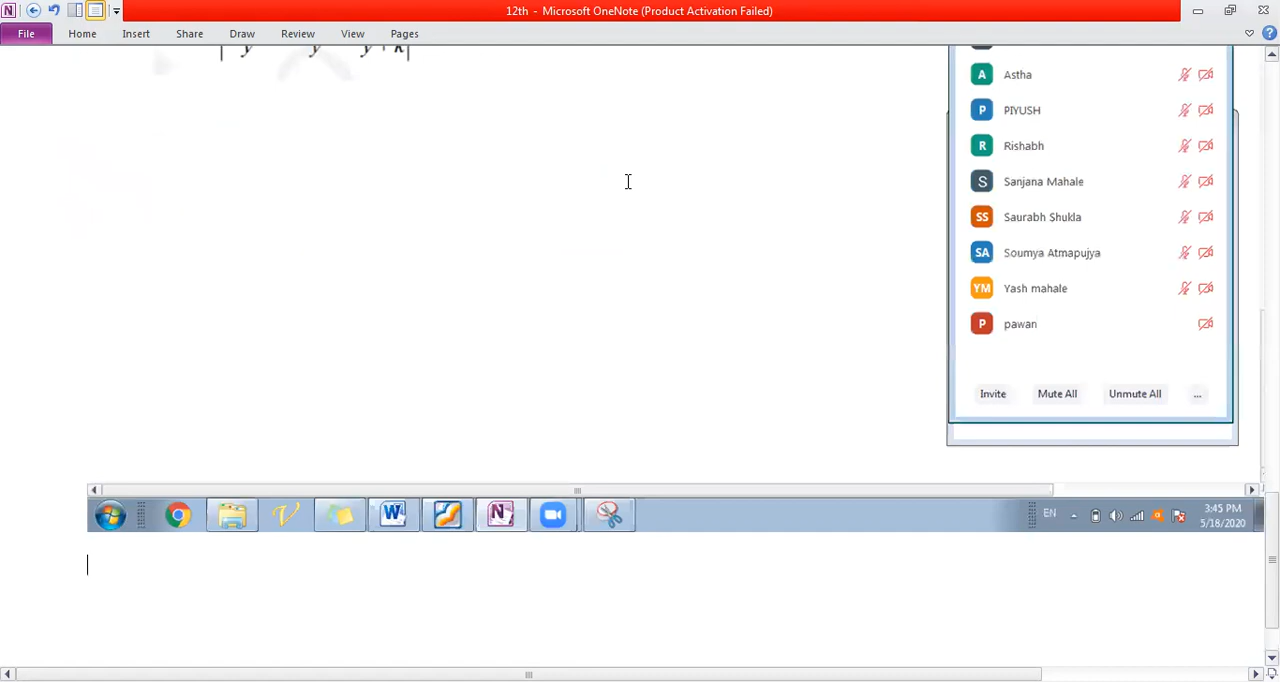 12th - Microsoft OneNote (Product Activation Failed)
File Home Insert Share Draw Review View Pages
y y y + k
A Astha
P PIYUSH
R Rishabh
S Sanjana Mahale
SS Saurabh Shukla
SA Soumya Atmapujya
YM Yash mahale
P pawan
Invite Mute All Unmute All ...
EN 3:45 PM
5/18/2020